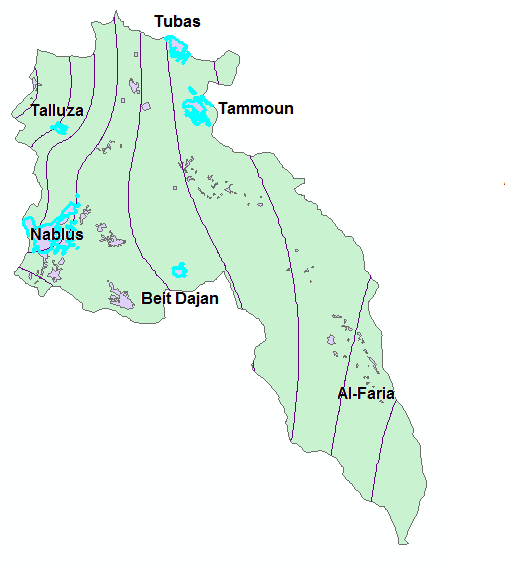 Tubas
Tammoun
Talluza
Nablus
Beit Dajan
Al-Faria